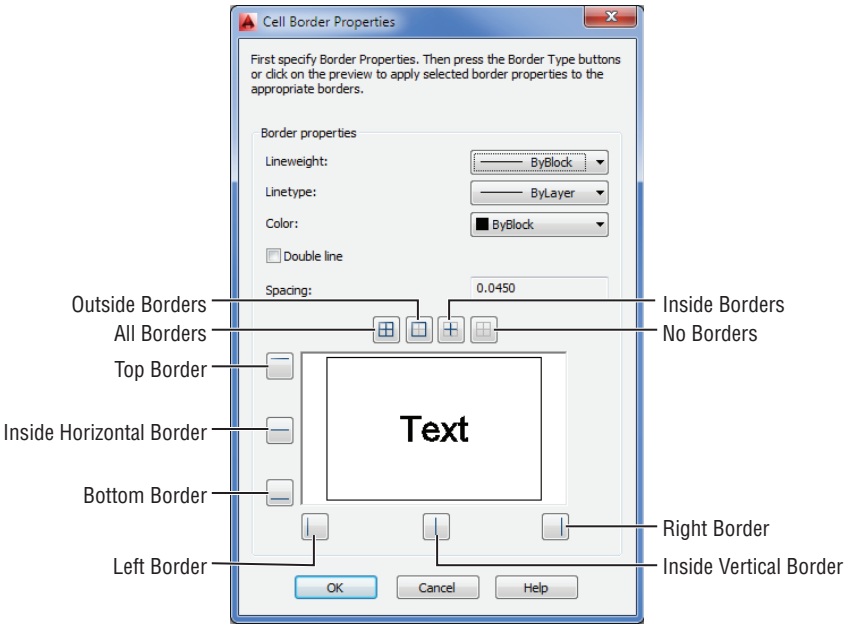 Cell Border Properties
First specify Border Properties. Then press the Border Type buttons
or click on the preview to apply selected border properties to the
appropriate borders.
Border properties
Lineweight:
ByBlock
Linetype:
ByLayer
Color:
ByBlock
Double line
Spacing:
0.0450
Outside Borders
Inside Borders
All Borders
No Borders
Top Border
Text
Inside Horizontal Border
Bottom Border
Right Border
Left Border
Inside Vertical Border
OK
Cancel
Help